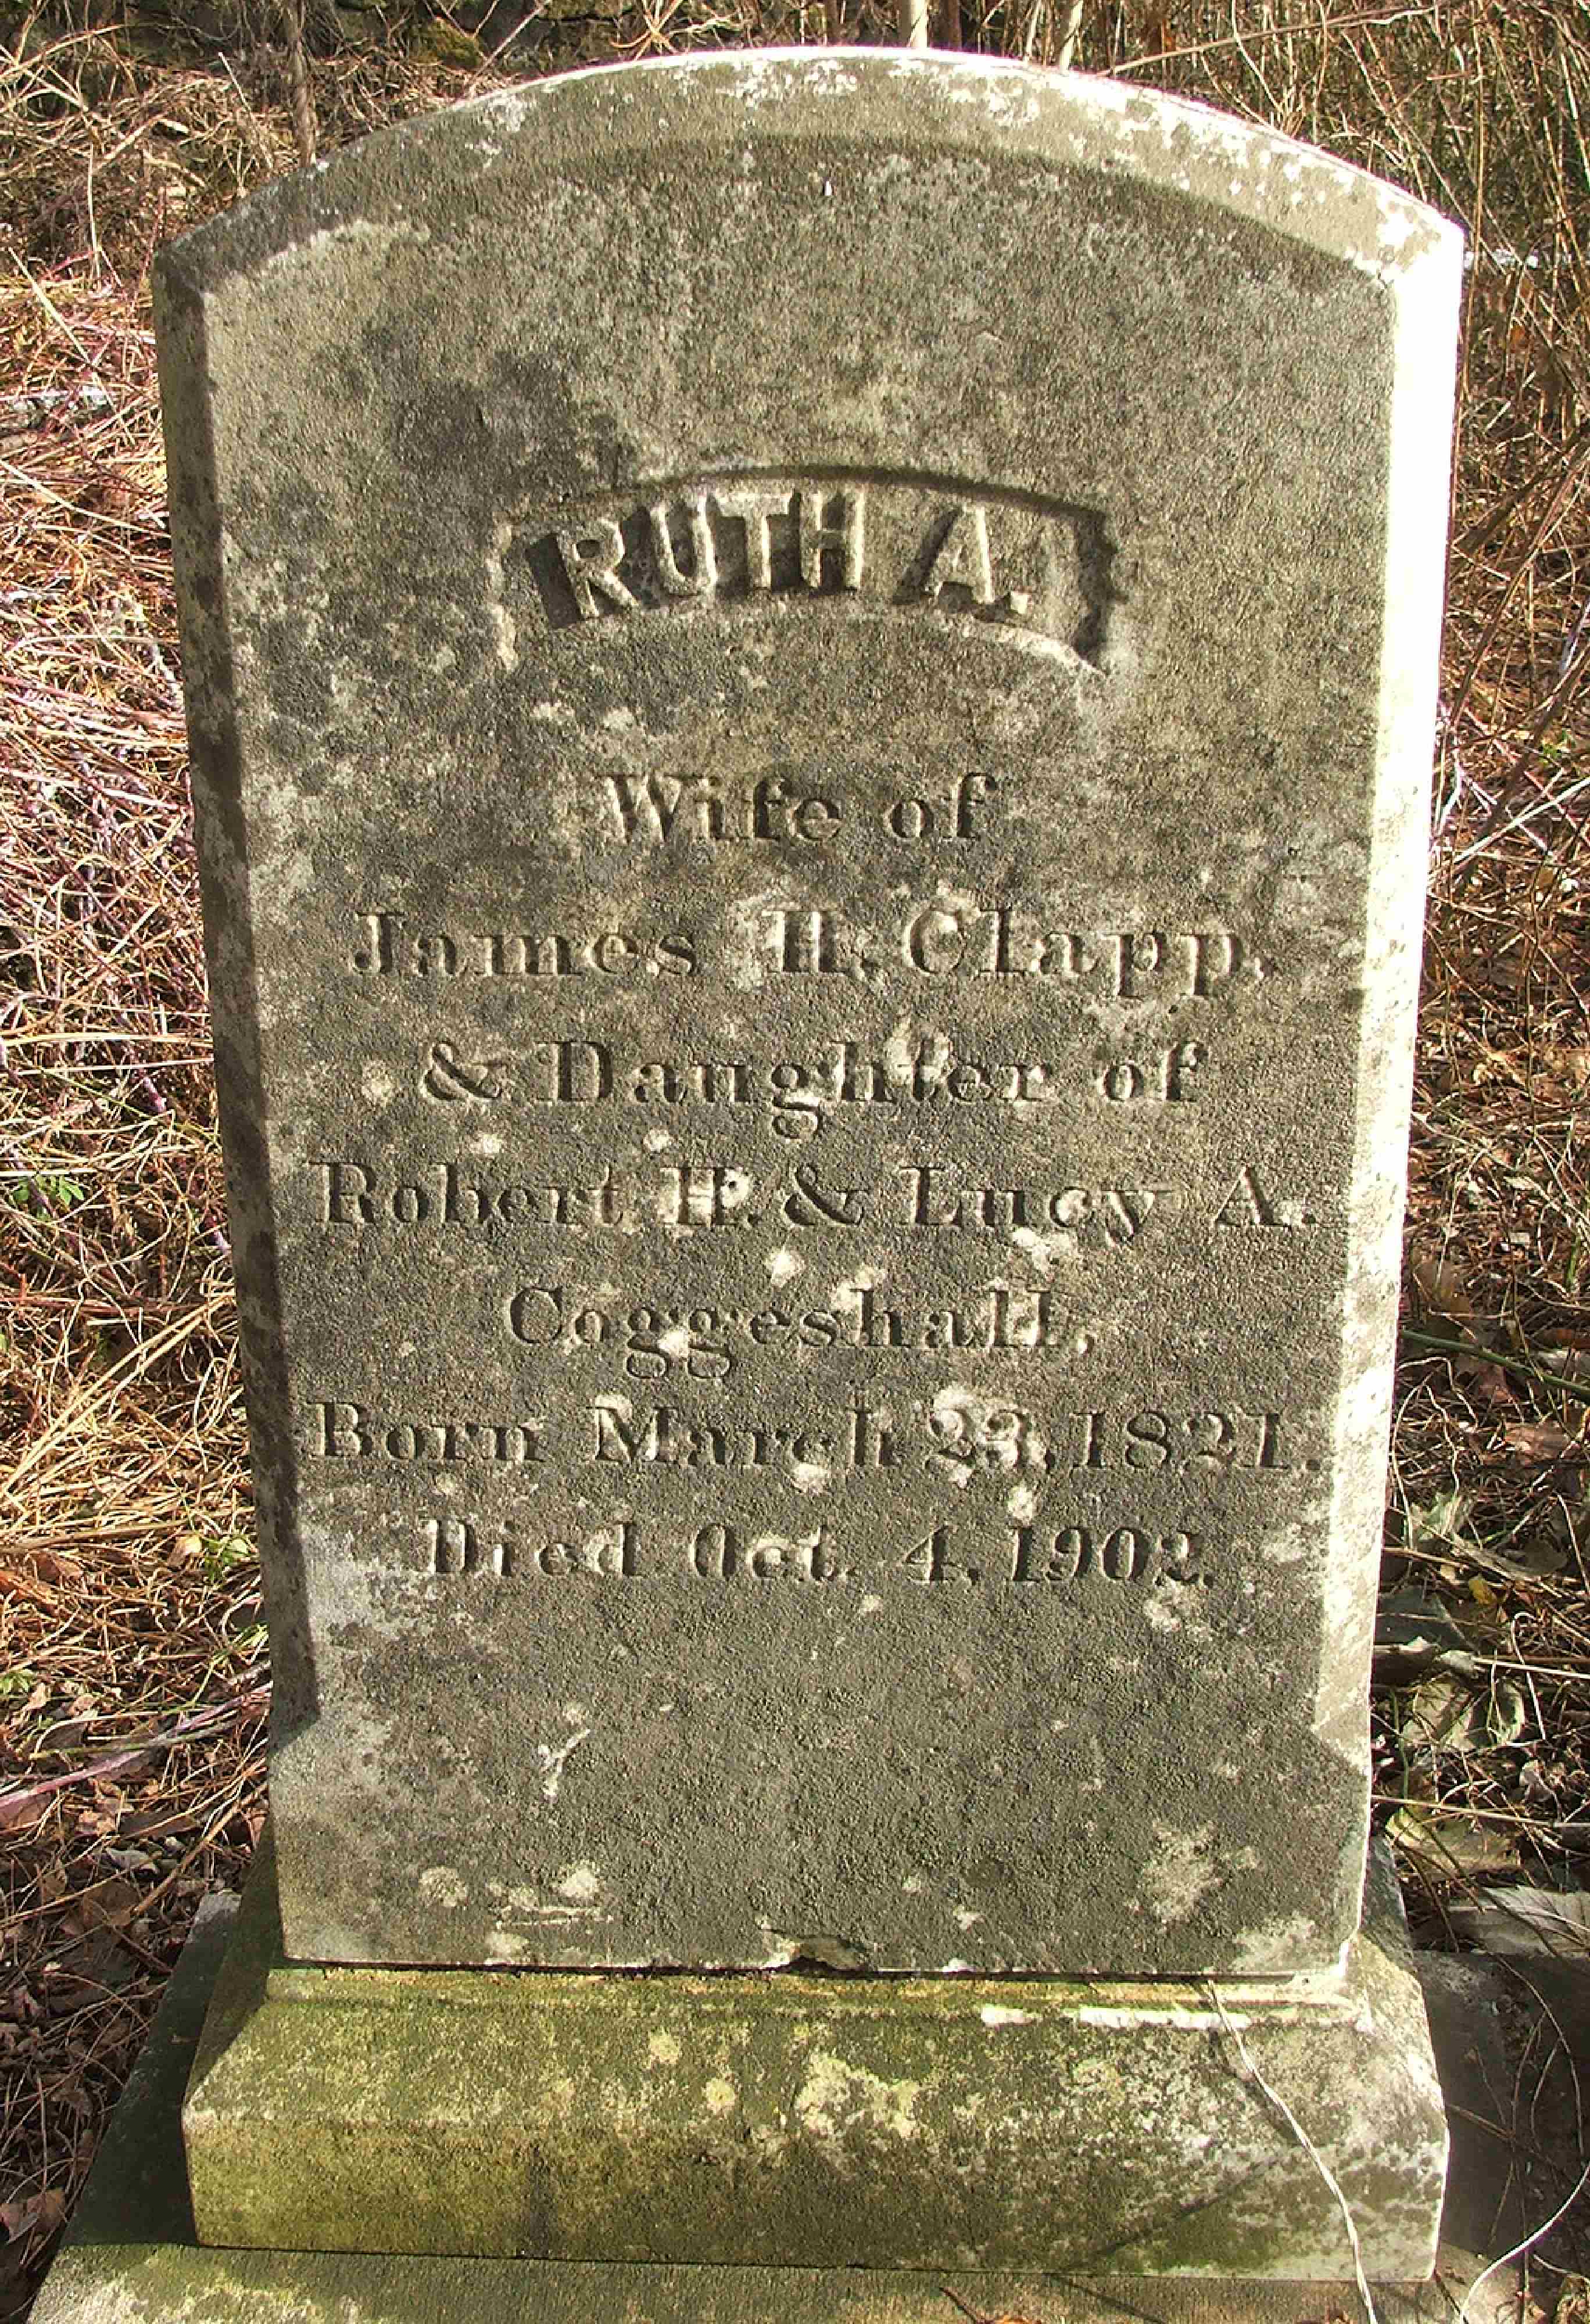 RUTH A.
Wife of
James H. Clapp,
& Daughter of
Robert H. & Lucy A.
Coggeshall,
Born March 23, 1821.
Died Oct. 4, 1902.